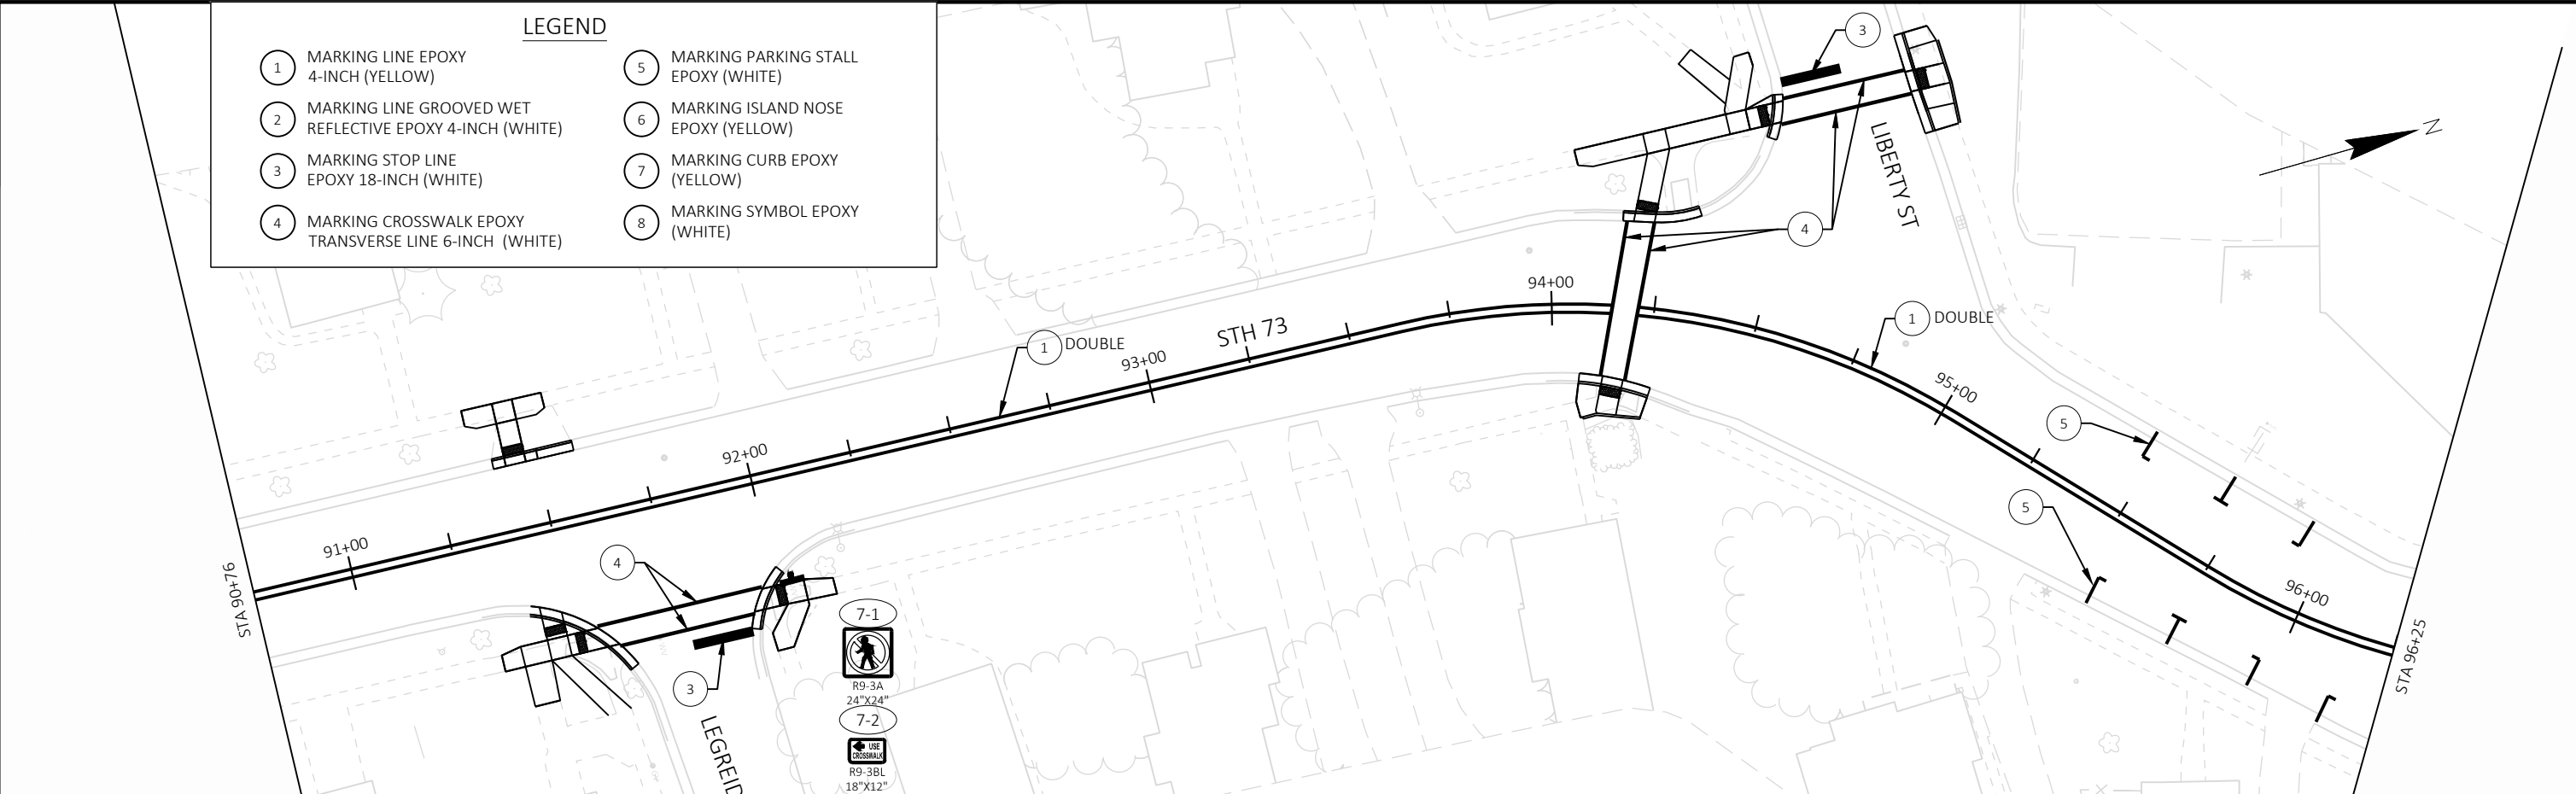 LEGEND
1 MARKING LINE EPOXY
4-INCH (YELLOW)
2 MARKING LINE GROOVED WET
REFLECTIVE EPOXY 4-INCH (WHITE)
3 MARKING STOP LINE
EPOXY 18-INCH (WHITE)
4 MARKING CROSSWALK EPOXY
TRANSVERSE LINE 6-INCH (WHITE)
5 MARKING PARKING STALL
EPOXY (WHITE)
6 MARKING ISLAND NOSE
EPOXY (YELLOW)
7 MARKING CURB EPOXY
(YELLOW)
8 MARKING SYMBOL EPOXY
(WHITE)
3
LIBERTY ST
N
4
94+00
1 DOUBLE
STH 73
1 DOUBLE
93+00
95+00
92+00
5
5
91+00
4
STA 90+76
96+00
STA 96+25
3
LEGREID
7-1
R9-3A
24"X24"
7-2
USE
CROSSWALK
R9-3BL
18"X12"